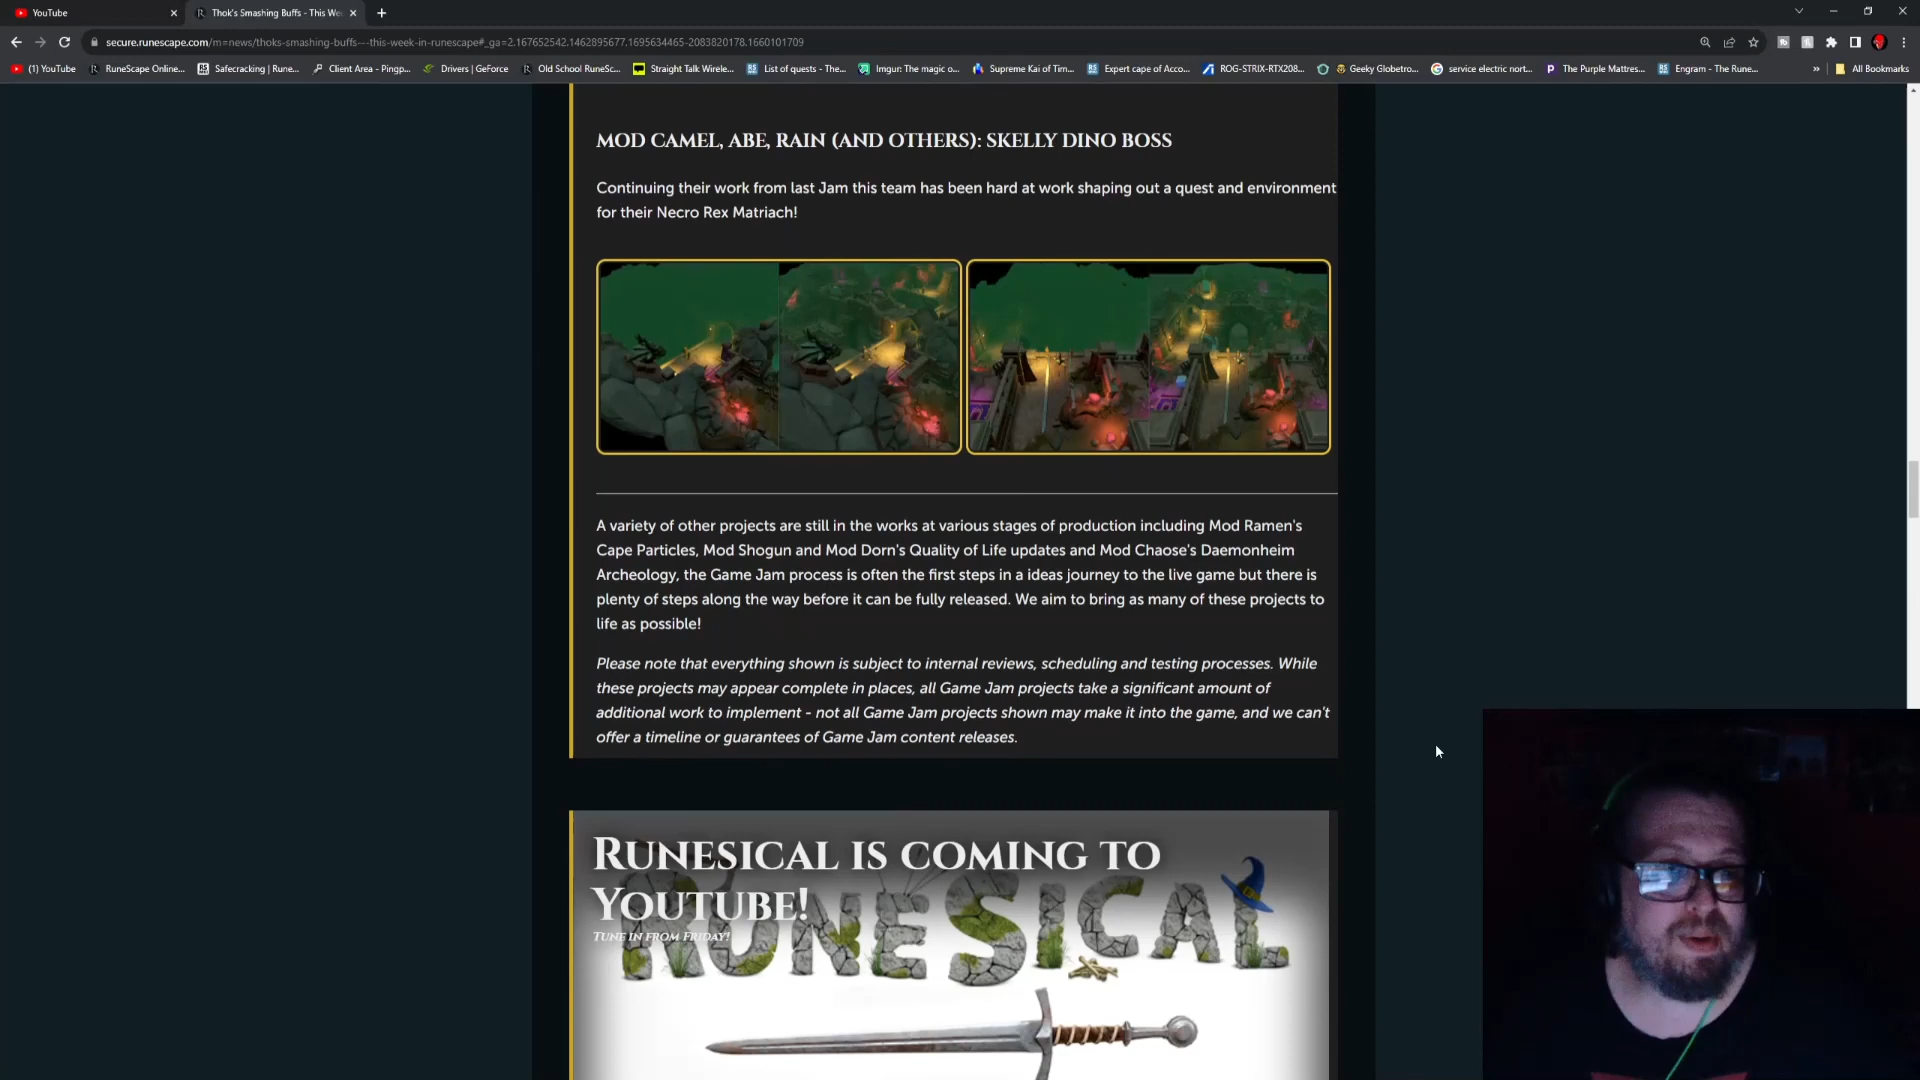 YouTube
Thok's Smashing Buffs - This We
secure.runescape.com/m=news/thoks-smashing-buffs---this-week-in-runescape#_ga=2.167652542.1462895677.1695634465-2083820178.1660101709
(1) YouTube
RuneScape Online...
Safecracking | Rune...
Client Area - Pingp...
Drivers | GeForce
Old School RuneSc...
Straight Talk Wirele...
List of quests - The...
Imgur: The magic o...
Supreme Kai of Tim...
Expert cape of Acco...
ROG-STRIX-RTX208...
Geeky Globetro...
service electric nort...
The Purple Mattres...
Engram - The Rune...
»
All Bookmarks
MOD CAMEL, ABE, RAIN (AND OTHERS): SKELLY DINO BOSS
Continuing their work from last Jam this team has been hard at work shaping out a quest and environment
for their Necro Rex Matriach!
A variety of other projects are still in the works at various stages of production including Mod Ramen's
Cape Particles, Mod Shogun and Mod Dorn's Quality of Life updates and Mod Chaose's Daemonheim
Archeology, the Game Jam process is often the first steps in a ideas journey to the live game but there is
plenty of steps along the way before it can be fully released. We aim to bring as many of these projects to
life as possible!
Please note that everything shown is subject to internal reviews, scheduling and testing processes. While
these projects may appear complete in places, all Game Jam projects take a significant amount of
additional work to implement - not all Game Jam projects shown may make it into the game, and we can't
offer a timeline or guarantees of Game Jam content releases.
RUNESICAL IS COMING TO
YOUTUBE!
TUNE IN FROM FRIDAY!
RUNESICAL